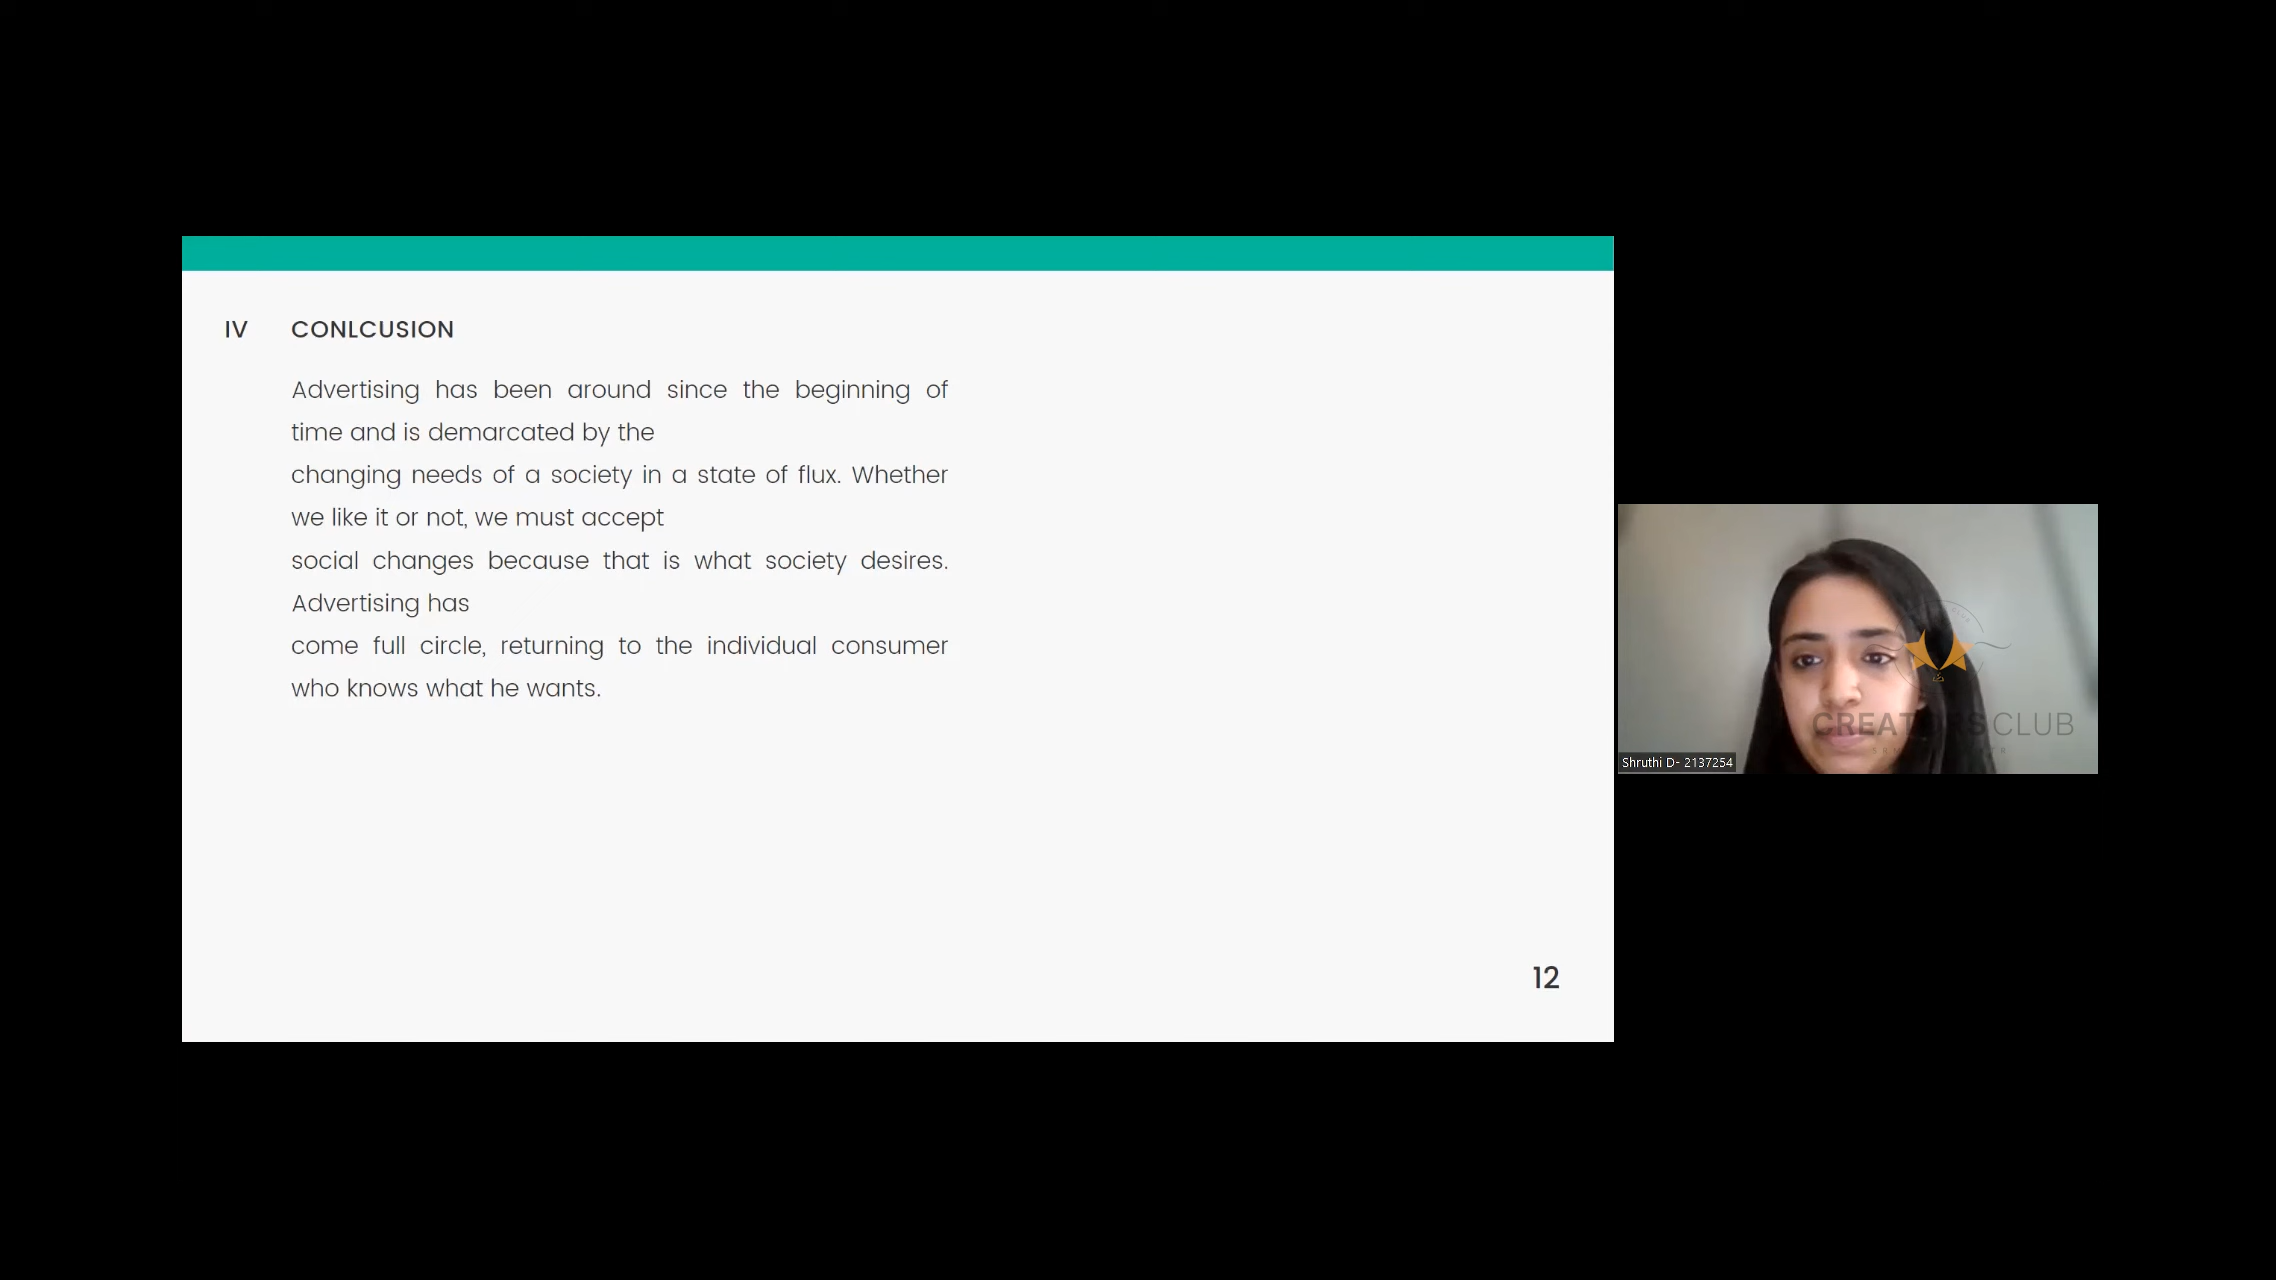 IV CONLCUSION
Advertising has been around since the beginning of
time and is demarcated by the
changing needs of a society in a state of flux. Whether
we like it or not, we must accept
social changes because that is what society desires.
Advertising has
come full circle, returning to the individual consumer
who knows what he wants.
12
CREATORS CLUB
Shruthi D- 2137254